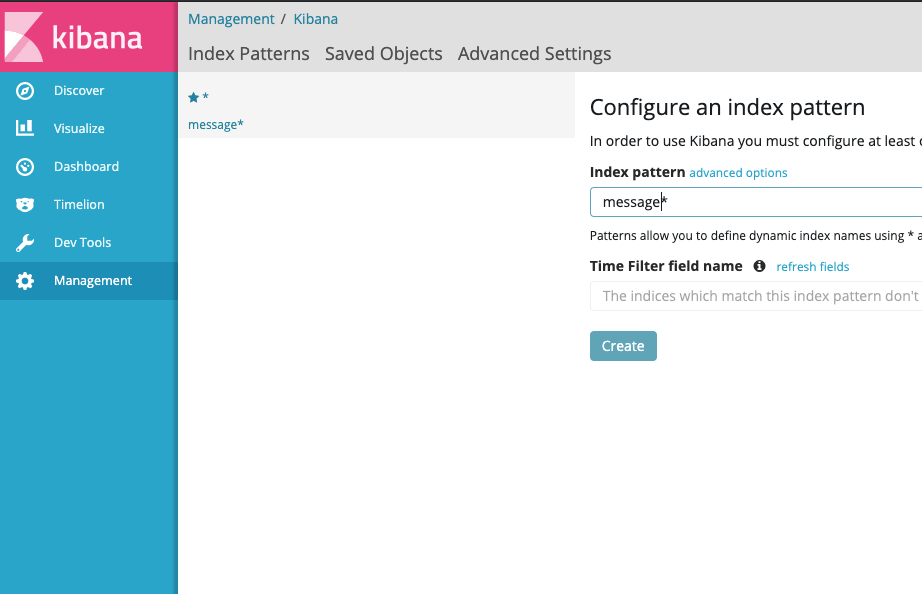 kibana
Discover
Visualize
Dashboard
Timelion
Dev Tools
Management
Management / Kibana
Index Patterns Saved Objects Advanced Settings
★ *
message*
Configure an index pattern
In order to use Kibana you must configure at least
Index pattern advanced options
message*
Patterns allow you to define dynamic index names using * a
Time Filter field name refresh fields
The indices which match this index pattern don't
Create